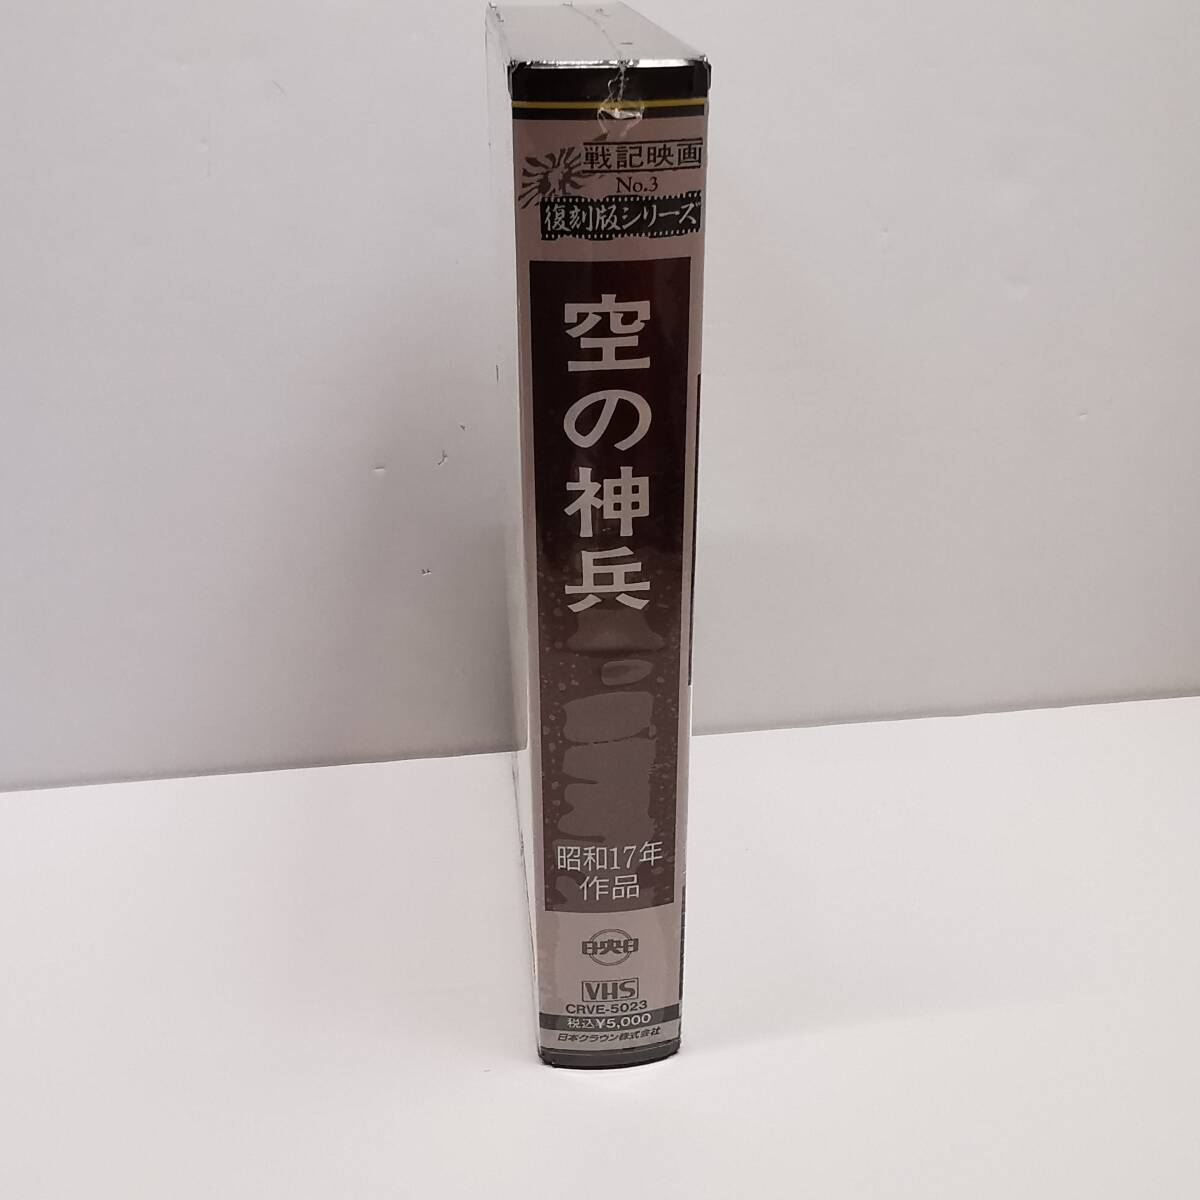 戦記映画
No.3
復刻版シリーズ
空の神兵
昭和17年
作品
VHS
CRVE-5023
税込¥5,000
日本クラウン株式会社